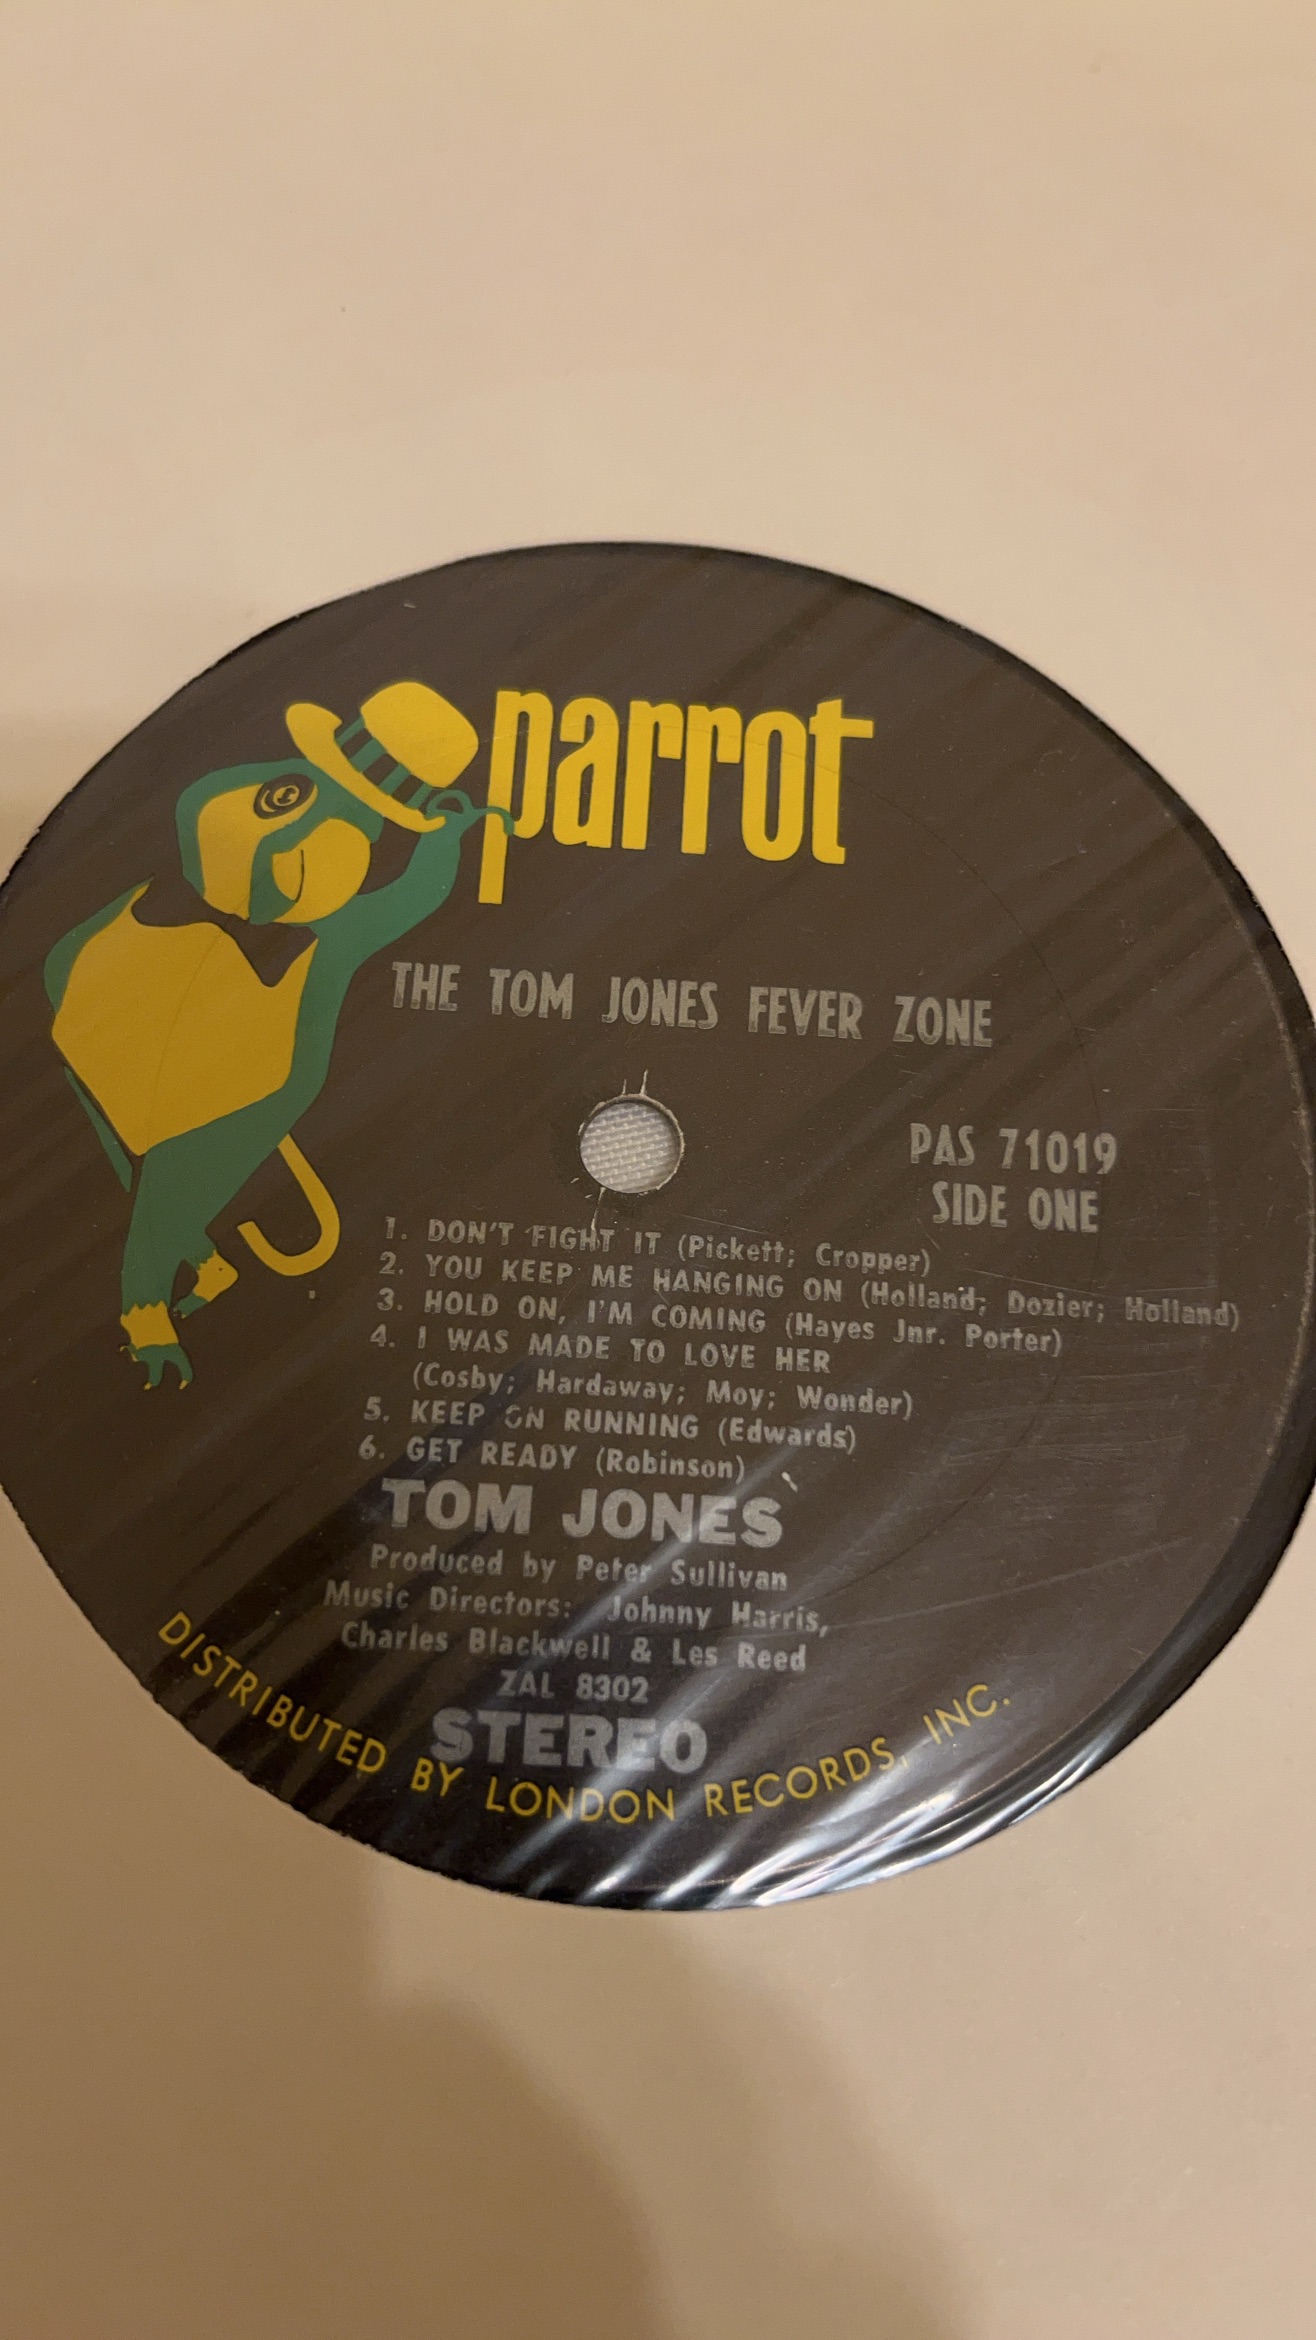 parrot
THE TOM JONES FEVER ZONE
PAS 71019
SIDE ONE
1. DON'T FIGHT IT (Pickett; Cropper)
2. YOU KEEP ME HANGING ON (Holland; Dozier; Holland)
3. HOLD ON, I'M COMING (Hayes Jnr. Porter)
4. I WAS MADE TO LOVE HER
(Cosby; Hardaway; Moy; Wonder)
5. KEEP ON RUNNING (Edwards)
6. GET READY (Robinson)
TOM JONES
Produced by Peter Sullivan
Music Directors: Johnny Harris,
Charles Blackwell & Les Reed
ZAL 8302
STEREO
DISTRIBUTED BY LONDON RECORDS, INC.